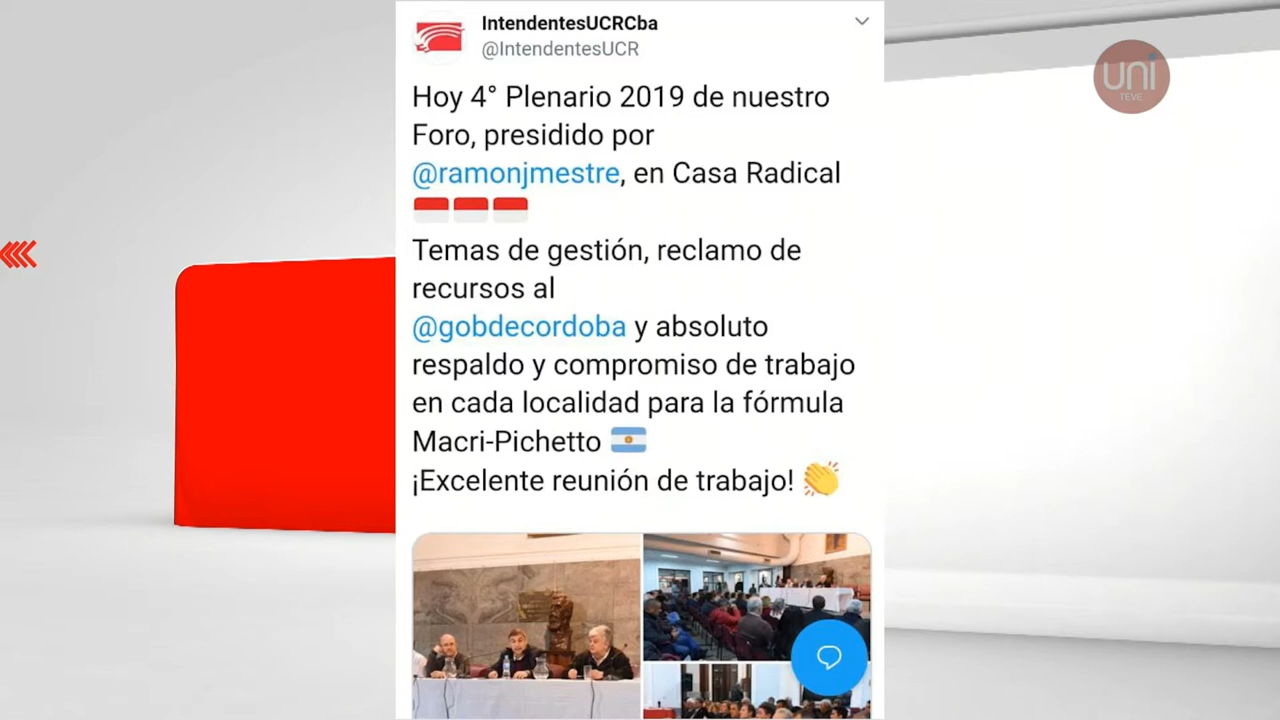 IntendentesUCRCba
@IntendentesUCR
uni
TEVE
Hoy 4° Plenario 2019 de nuestro
Foro, presidido por
@ramonjmestre, en Casa Radical
Temas de gestión, reclamo de
recursos al
@gobdecordoba y absoluto
respaldo y compromiso de trabajo
en cada localidad para la fórmula
Macri-Pichetto
¡Excelente reunión de trabajo!